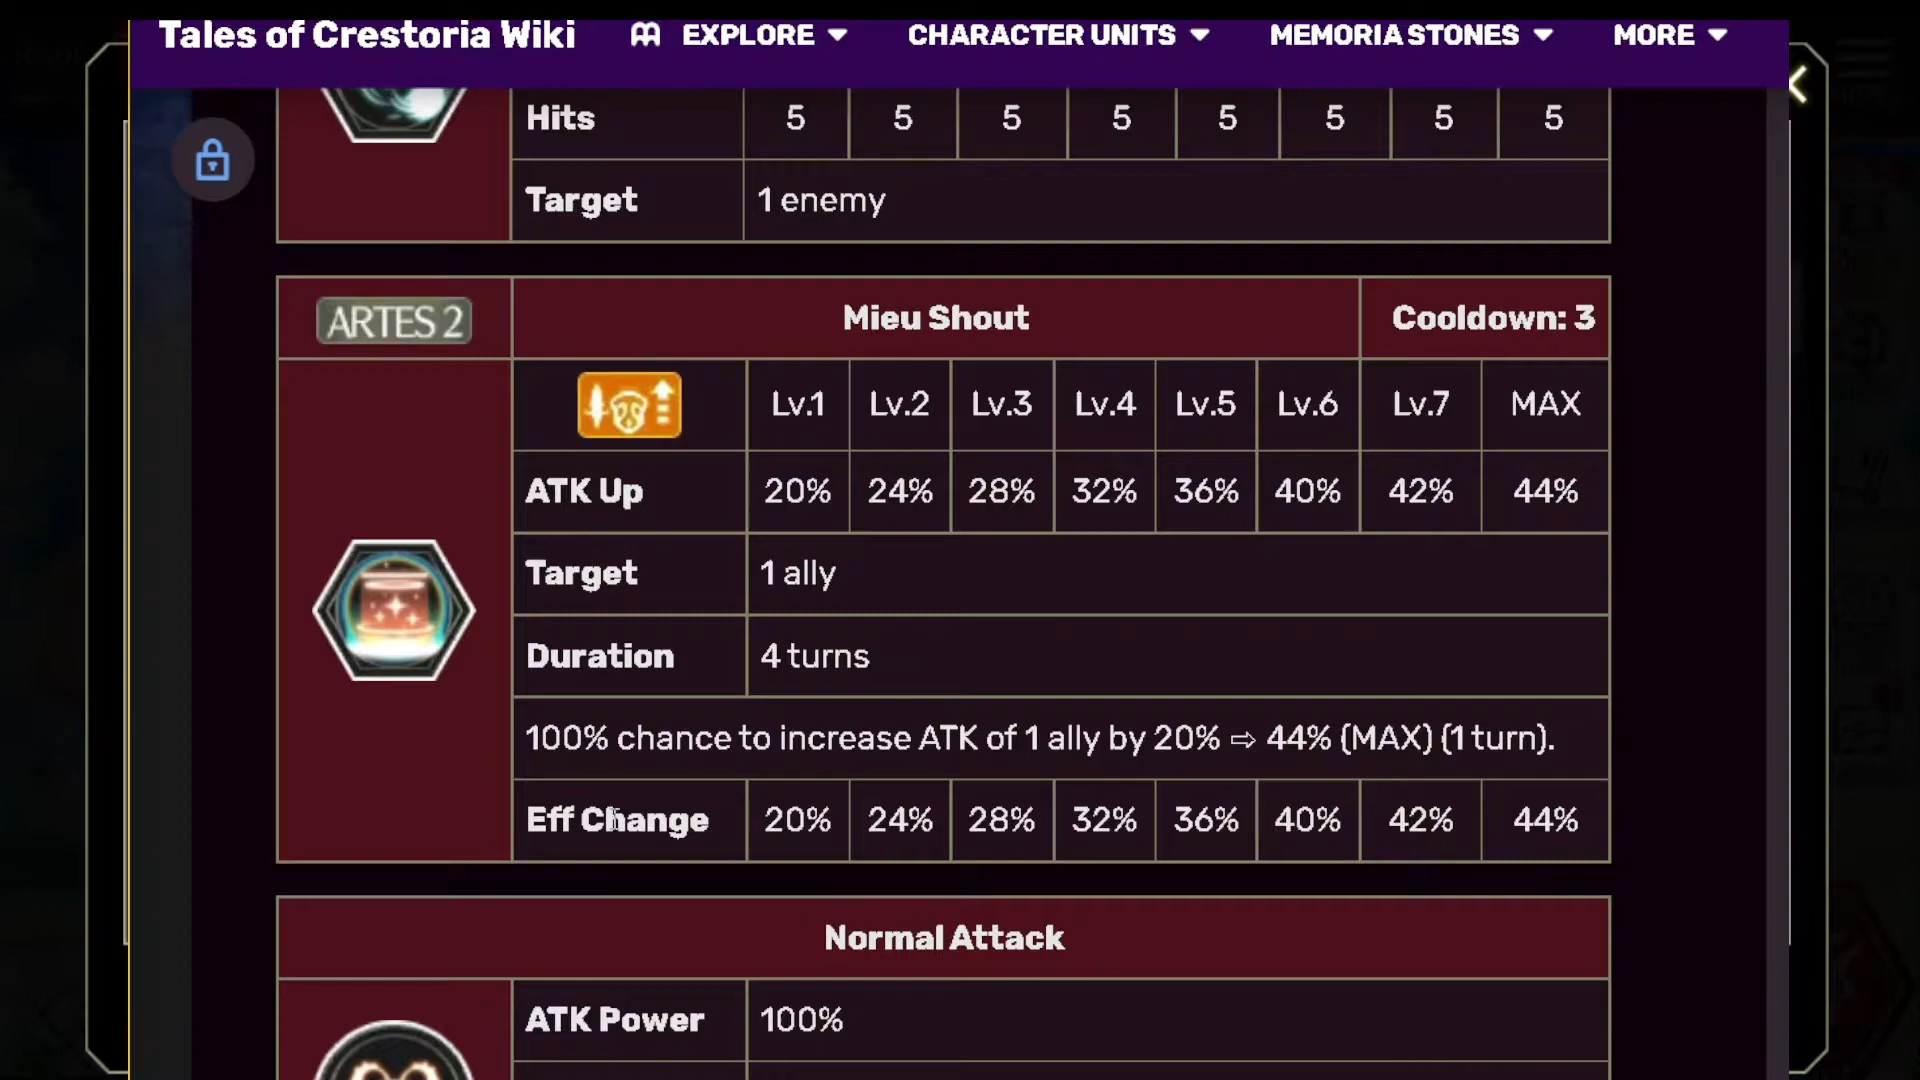 Tales of Crestoria Wiki EXPLORE CHARACTER UNITS MEMORIA STONES MORE
Hits 5 5 5 5 5 5 5 5
Target 1 enemy
ARTES 2 Mieu Shout Cooldown: 3
Lv.1 Lv.2 Lv.3 Lv.4 Lv.5 Lv.6 Lv.7 MAX
ATK Up 20% 24% 28% 32% 36% 40% 42% 44%
Target 1 ally
Duration 4 turns
100% chance to increase ATK of 1 ally by 20% ⇨ 44% (MAX) (1 turn).
Eff Change 20% 24% 28% 32% 36% 40% 42% 44%
Normal Attack
ATK Power 100%